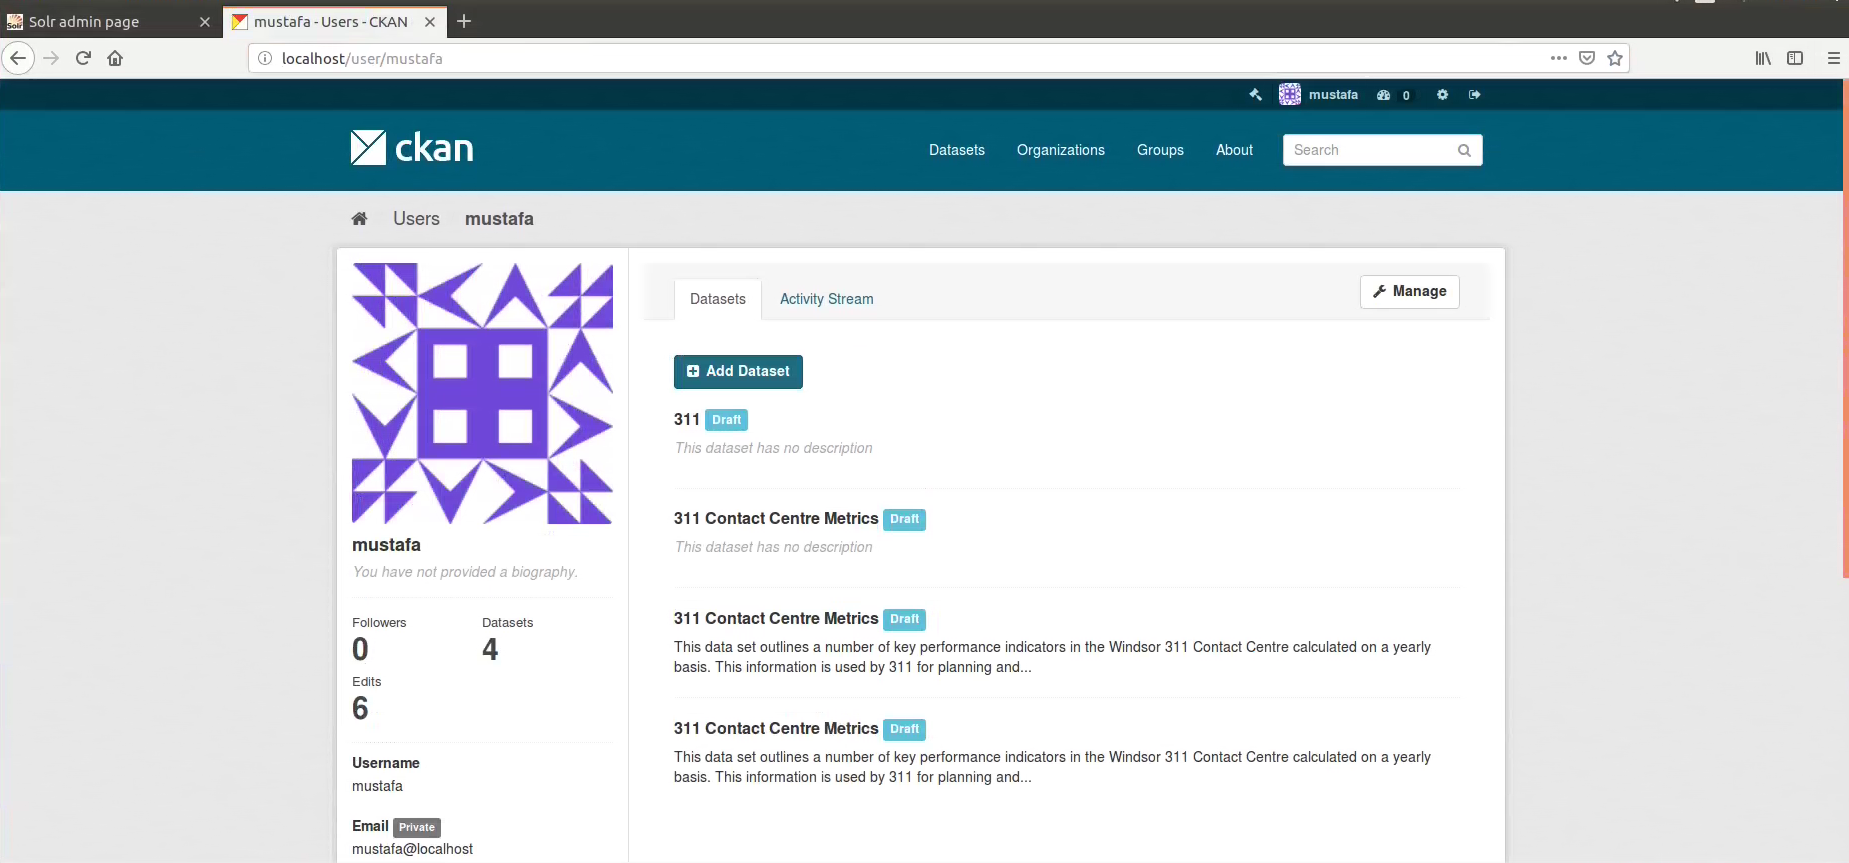 Solr admin page
mustafa - Users - CKAN
localhost/user/mustafa
mustafa 0
ckan
Datasets Organizations Groups About Search
Users mustafa
Datasets Activity Stream Manage
Add Dataset
311 Draft
This dataset has no description
311 Contact Centre Metrics Draft
This dataset has no description
311 Contact Centre Metrics Draft
This data set outlines a number of key performance indicators in the Windsor 311 Contact Centre calculated on a yearly
basis. This information is used by 311 for planning and...
311 Contact Centre Metrics Draft
This data set outlines a number of key performance indicators in the Windsor 311 Contact Centre calculated on a yearly
basis. This information is used by 311 for planning and...
mustafa
You have not provided a biography.
Followers Datasets
0 4
Edits
6
Username
mustafa
Email Private
mustafa@localhost